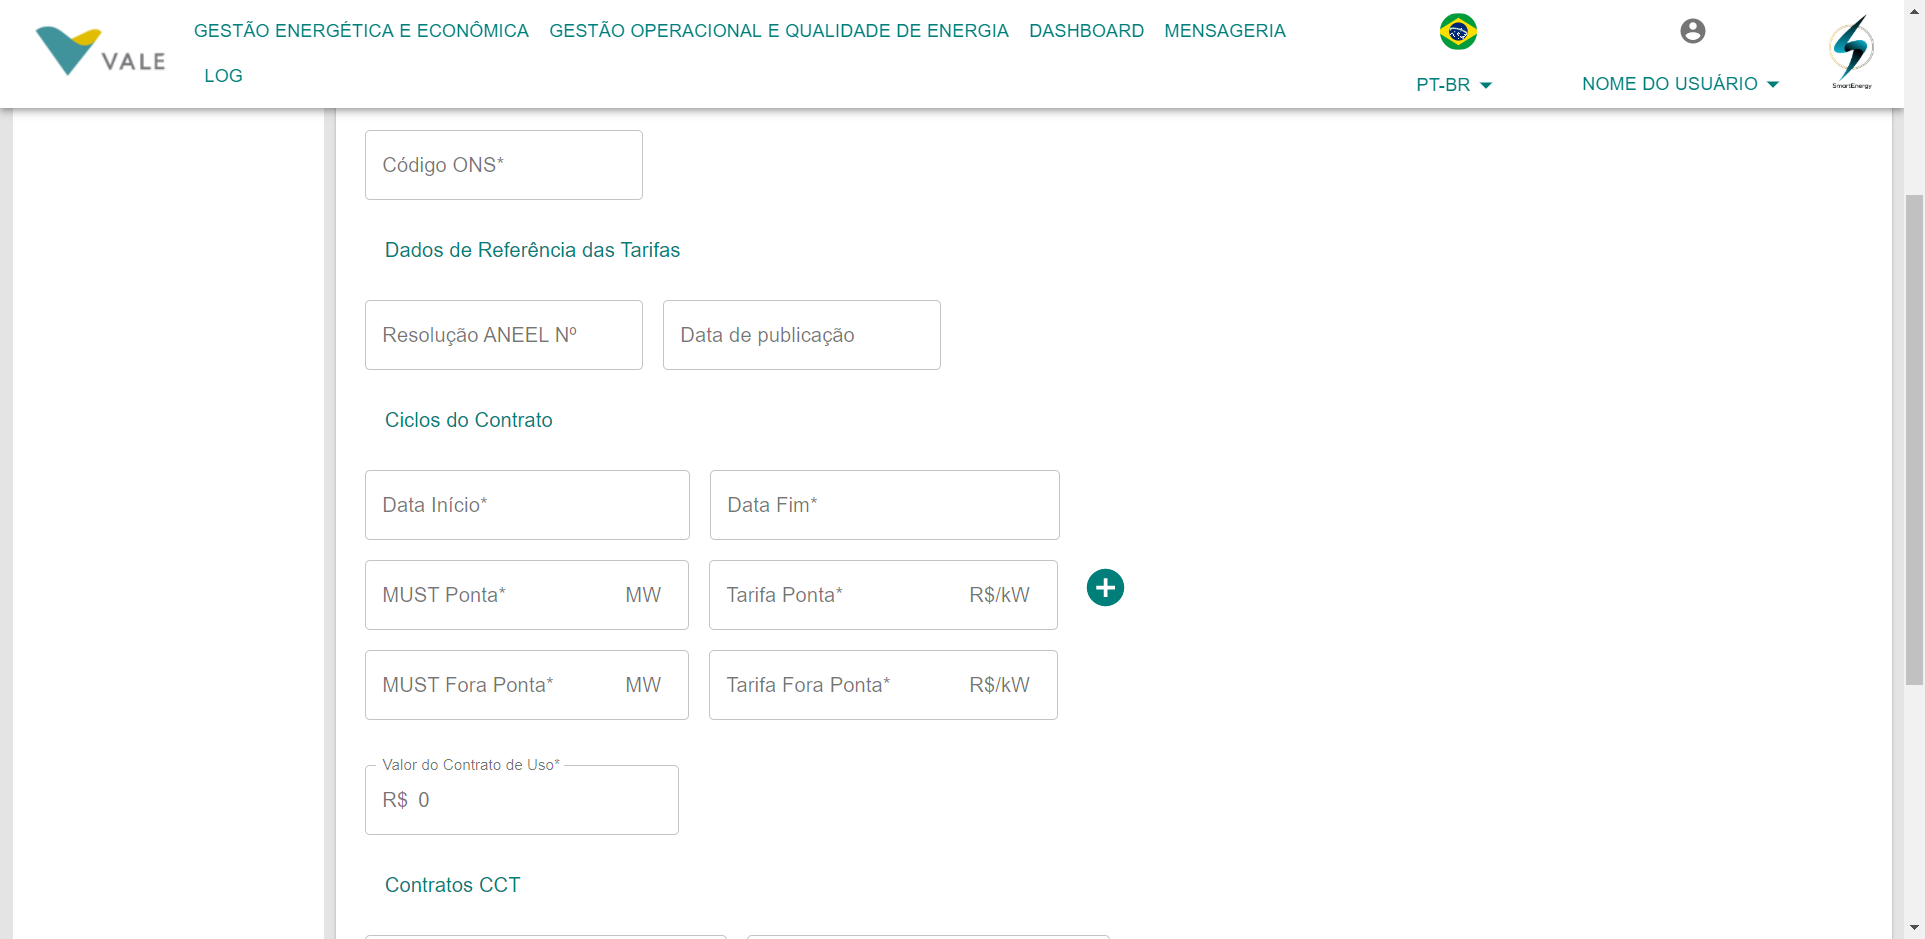 VALE
GESTÃO ENERGÉTICA E ECONÔMICA GESTÃO OPERACIONAL E QUALIDADE DE ENERGIA DASHBOARD MENSAGERIA
LOG
PT-BR
NOME DO USUÁRIO
SmartEnergy
Código ONS*
Dados de Referência das Tarifas
Resolução ANEEL Nº Data de publicação
Ciclos do Contrato
Data Início* Data Fim*
MUST Ponta* MW Tarifa Ponta* R$/kW
MUST Fora Ponta* MW Tarifa Fora Ponta* R$/kW
Valor do Contrato de Uso*
R$ 0
Contratos CCT